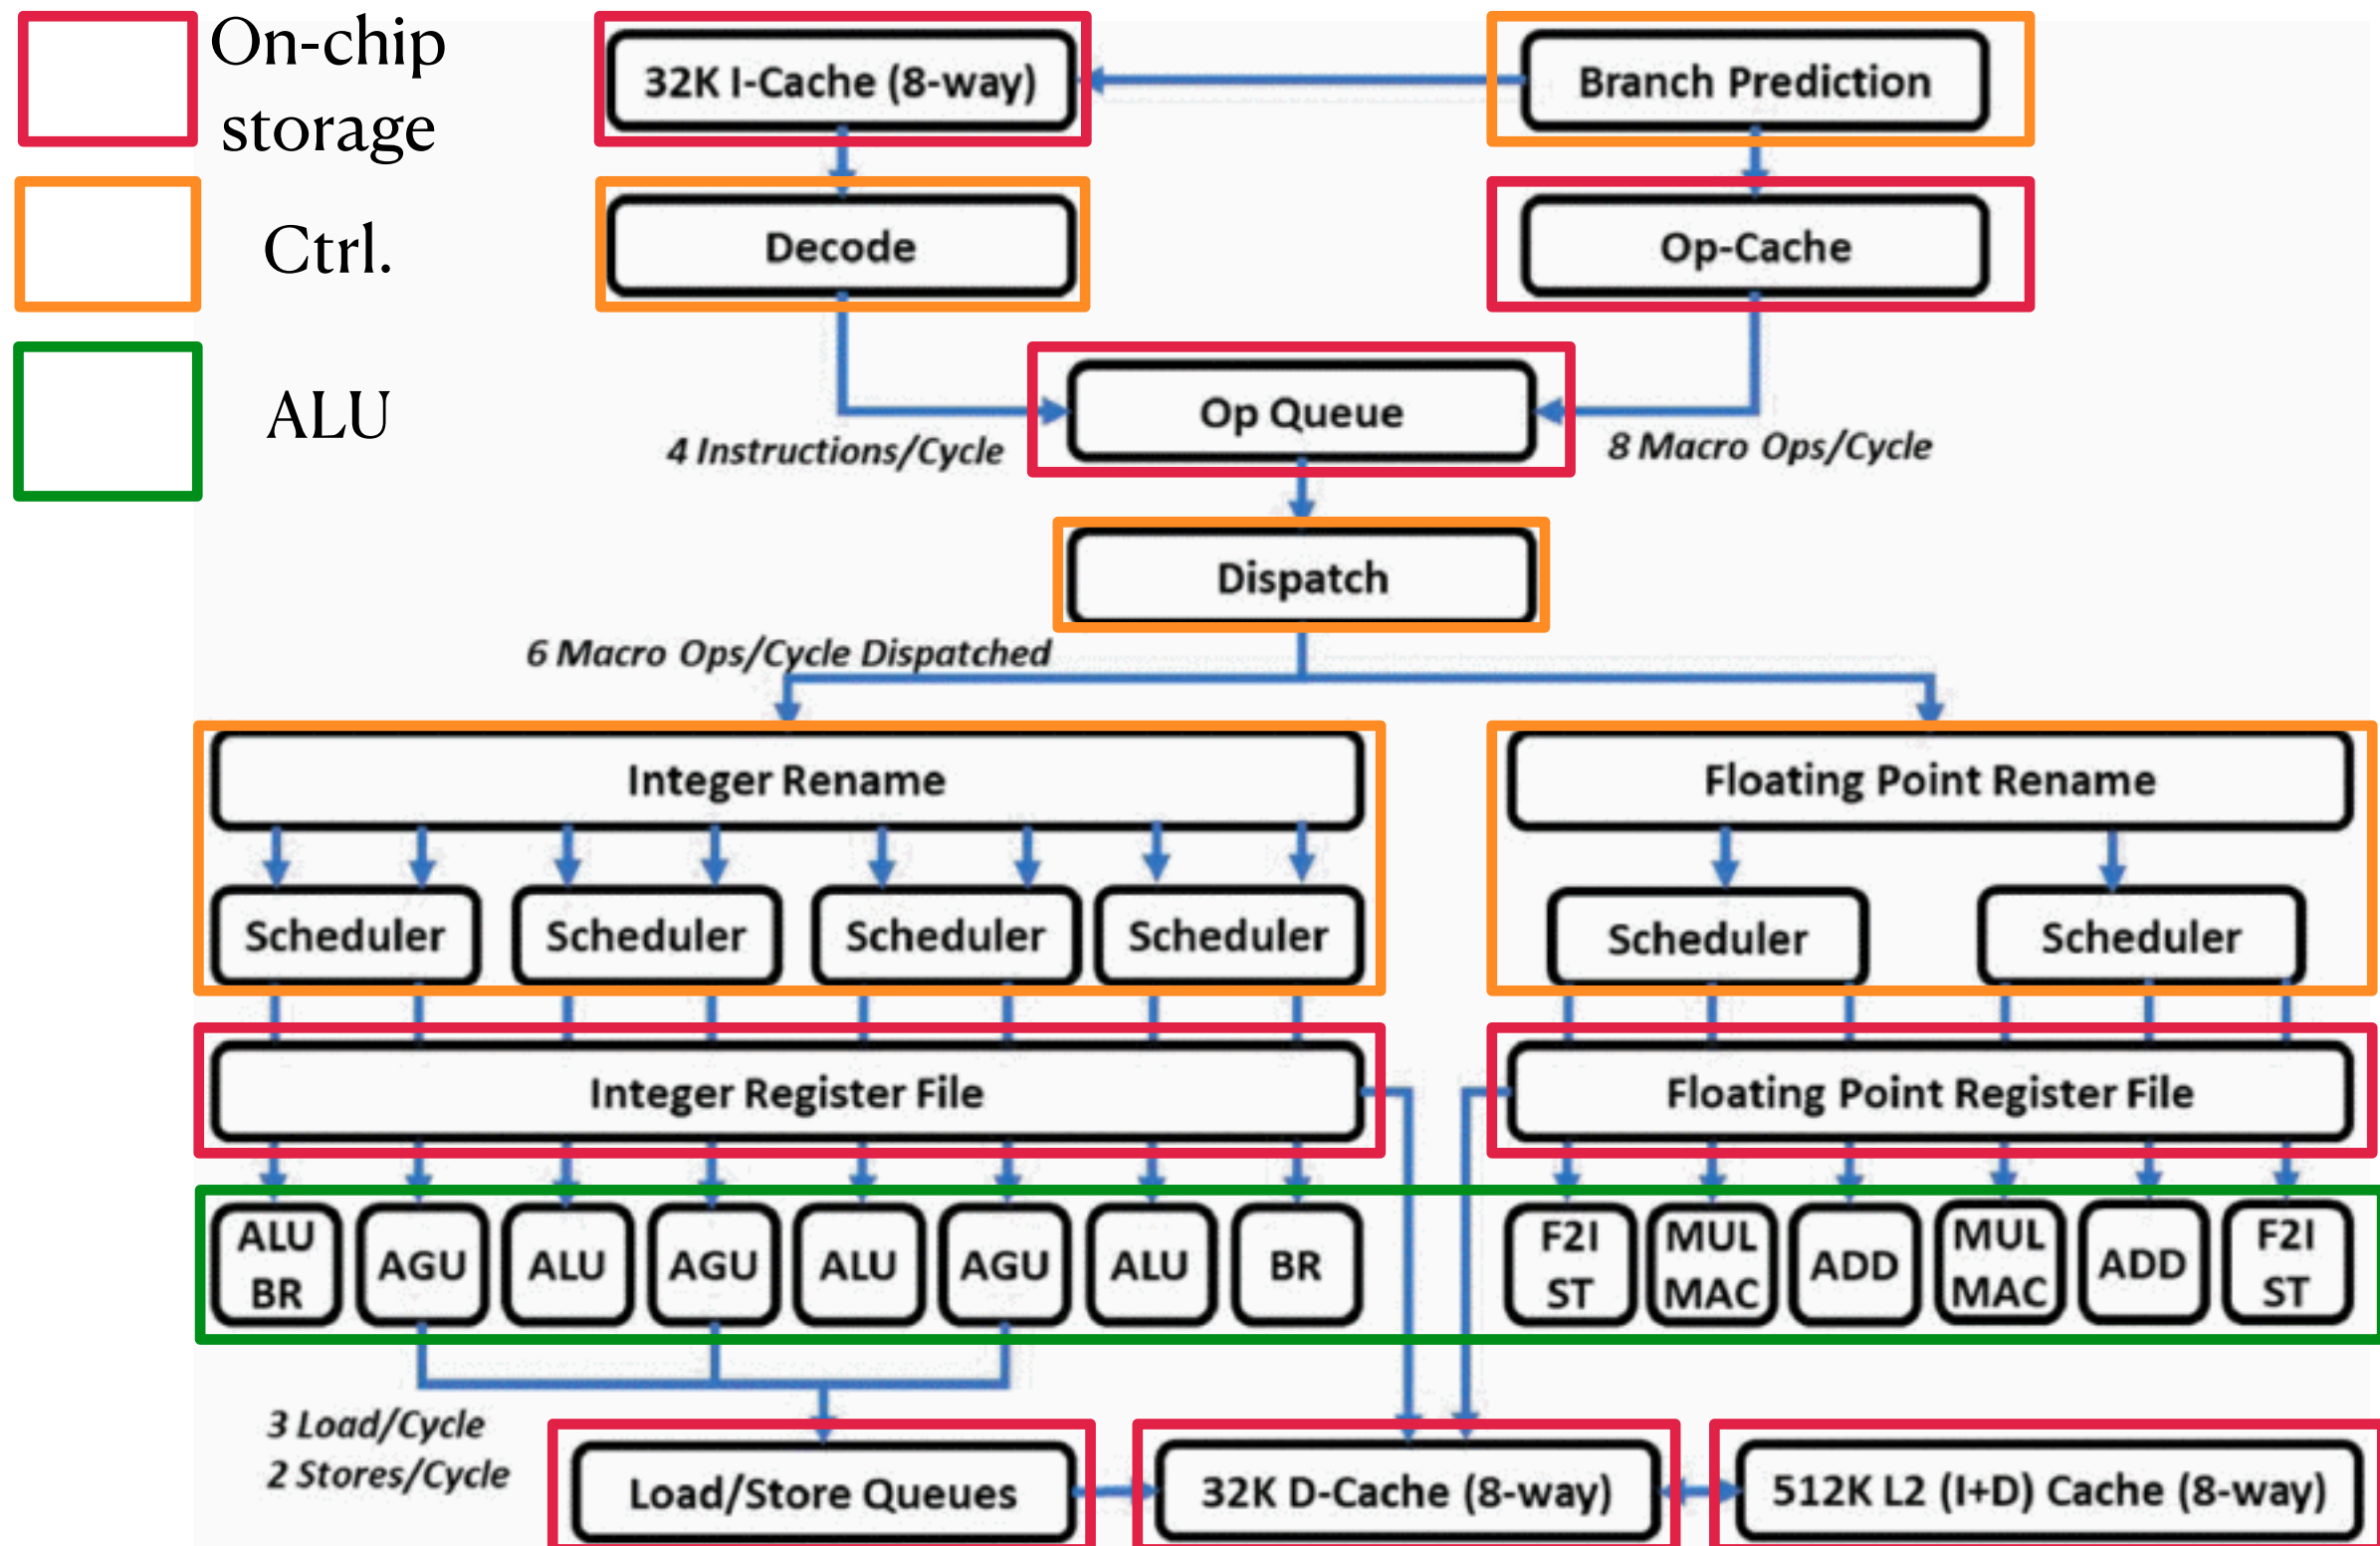 On-chip
storage
Ctrl.
ALU
32K I-Cache (8-way)
Branch Prediction
Decode
Op-Cache
Op Queue
4 Instructions/Cycle
8 Macro Ops/Cycle
Dispatch
6 Macro Ops/Cycle Dispatched
Integer Rename
Floating Point Rename
Scheduler
Scheduler
Scheduler
Scheduler
Scheduler
Scheduler
Integer Register File
Floating Point Register File
ALU
BR
AGU
ALU
AGU
ALU
AGU
ALU
BR
F2I
ST
MUL
MAC
ADD
MUL
MAC
ADD
F2I
ST
3 Load/Cycle
2 Stores/Cycle
Load/Store Queues
32K D-Cache (8-way)
512K L2 (I+D) Cache (8-way)